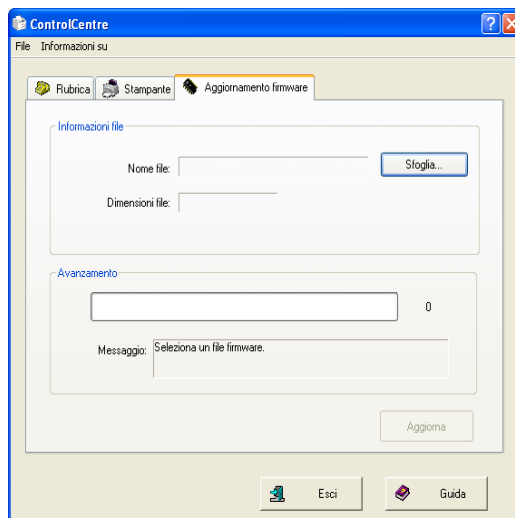 ControlCentre
File Informazioni su
Rubrica Stampante Aggiornamento firmware
Informazioni file
Nome file: Sfoglia...
Dimensioni file:
Avanzamento
0
Messaggio: Seleziona un file firmware.
Aggiorna
Esci Guida